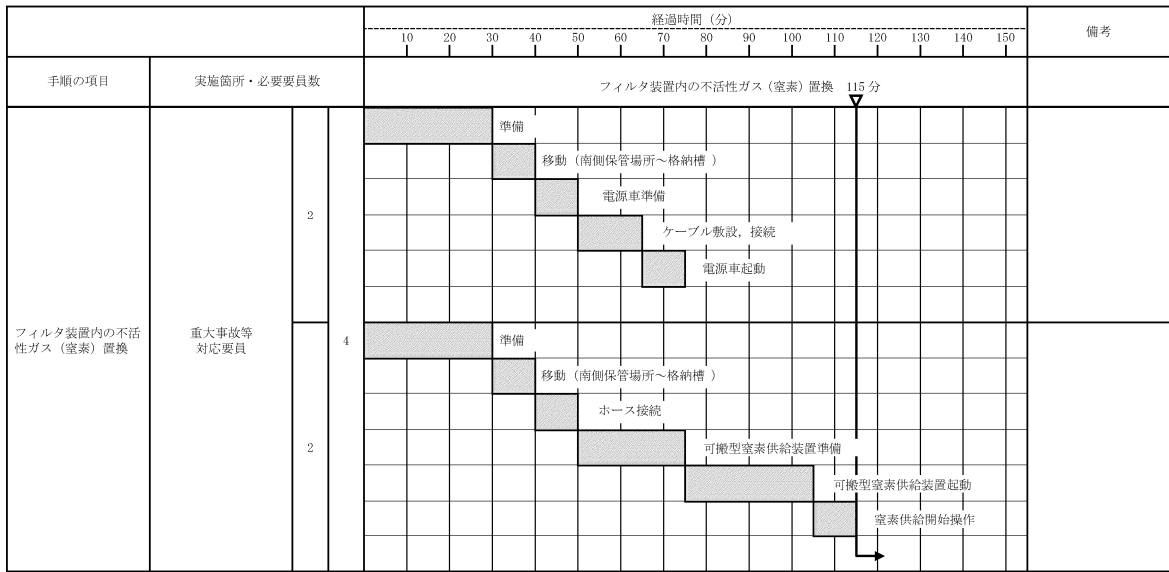 経過時間（分）
備考
10 20 30 40 50 60 70 80 90 100 110 120 130 140 150
手順の項目
実施箇所・必要要員数
フィルタ装置内の不活性ガス（窒素）置換 115分
準備
移動（南側保管場所～格納槽）
電源車準備
2
ケーブル敷設，接続
電源車起動
フィルタ装置内の不活
性ガス（窒素）置換
重大事故等
対応要員
4
準備
移動（南側保管場所～格納槽）
ホース接続
2
可搬型窒素供給装置準備
可搬型窒素供給装置起動
窒素供給開始操作